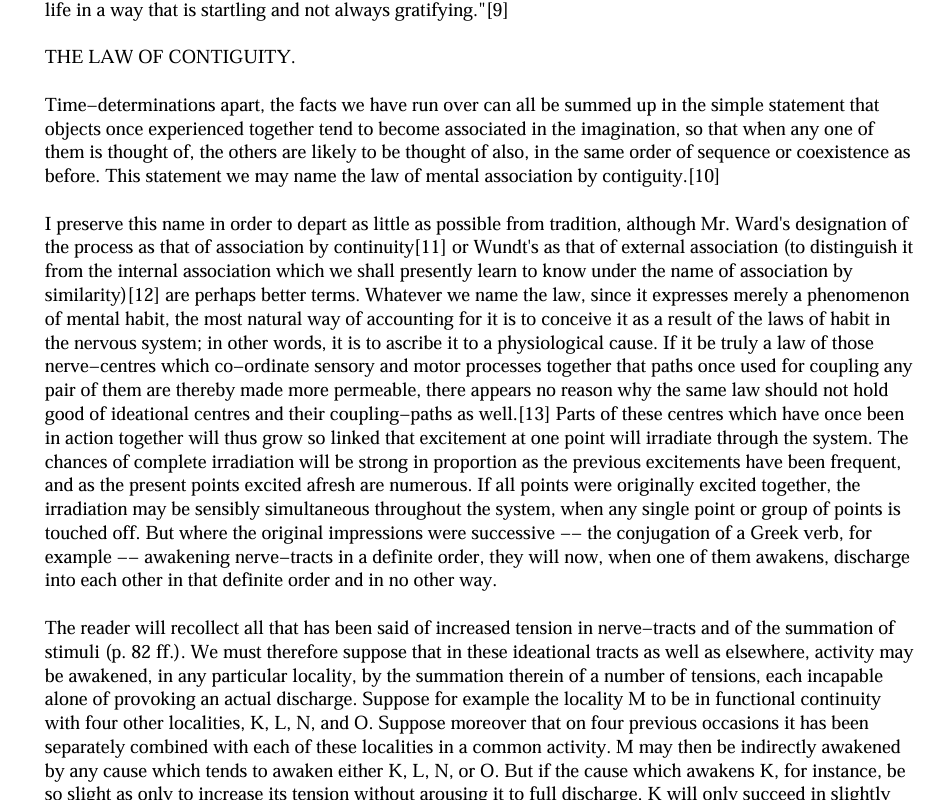 life in a way that is startling and not always gratifying."[9]
THE LAW OF CONTIGUITY.
Time−determinations apart, the facts we have run over can all be summed up in the simple statement that
objects once experienced together tend to become associated in the imagination, so that when any one of
them is thought of, the others are likely to be thought of also, in the same order of sequence or coexistence as
before. This statement we may name the law of mental association by contiguity.[10]
I preserve this name in order to depart as little as possible from tradition, although Mr. Ward's designation of
the process as that of association by continuity[11] or Wundt's as that of external association (to distinguish it
from the internal association which we shall presently learn to know under the name of association by
similarity)[12] are perhaps better terms. Whatever we name the law, since it expresses merely a phenomenon
of mental habit, the most natural way of accounting for it is to conceive it as a result of the laws of habit in
the nervous system; in other words, it is to ascribe it to a physiological cause. If it be truly a law of those
nerve−centres which co−ordinate sensory and motor processes together that paths once used for coupling any
pair of them are thereby made more permeable, there appears no reason why the same law should not hold
good of ideational centres and their coupling−paths as well.[13] Parts of these centres which have once been
in action together will thus grow so linked that excitement at one point will irradiate through the system. The
chances of complete irradiation will be strong in proportion as the previous excitements have been frequent,
and as the present points excited afresh are numerous. If all points were originally excited together, the
irradiation may be sensibly simultaneous throughout the system, when any single point or group of points is
touched off. But where the original impressions were successive −− the conjugation of a Greek verb, for
example −− awakening nerve−tracts in a definite order, they will now, when one of them awakens, discharge
into each other in that definite order and in no other way.
The reader will recollect all that has been said of increased tension in nerve−tracts and of the summation of
stimuli (p. 82 ff.). We must therefore suppose that in these ideational tracts as well as elsewhere, activity may
be awakened, in any particular locality, by the summation therein of a number of tensions, each incapable
alone of provoking an actual discharge. Suppose for example the locality M to be in functional continuity
with four other localities, K, L, N, and O. Suppose moreover that on four previous occasions it has been
separately combined with each of these localities in a common activity. M may then be indirectly awakened
by any cause which tends to awaken either K, L, N, or O. But if the cause which awakens K, for instance, be
so slight as only to increase its tension without arousing it to full discharge, K will only succeed in slightly